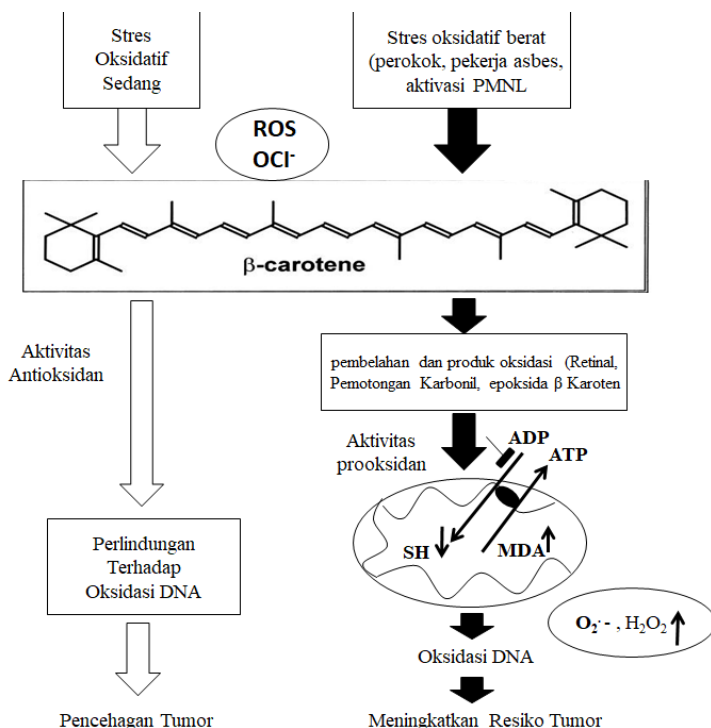 Stres
Oksidatif
Sedang
Stres oksidatif berat
(perokok, pekerja asbes,
aktivasi PMNL
ROS
OCl-
β-carotene
Aktivitas
Antioksidan
pembelahan dan produk oksidasi (Retinal,
Pemotongan Karbonil, epoksida β Karoten
Aktivitas
prooksidan
ADP
ATP
SH
MDA
Perlindungan
Terhadap
Oksidasi DNA
O₂·- , H₂O₂
Oksidasi DNA
Pencehagan Tumor
Meningkatkan Resiko Tumor